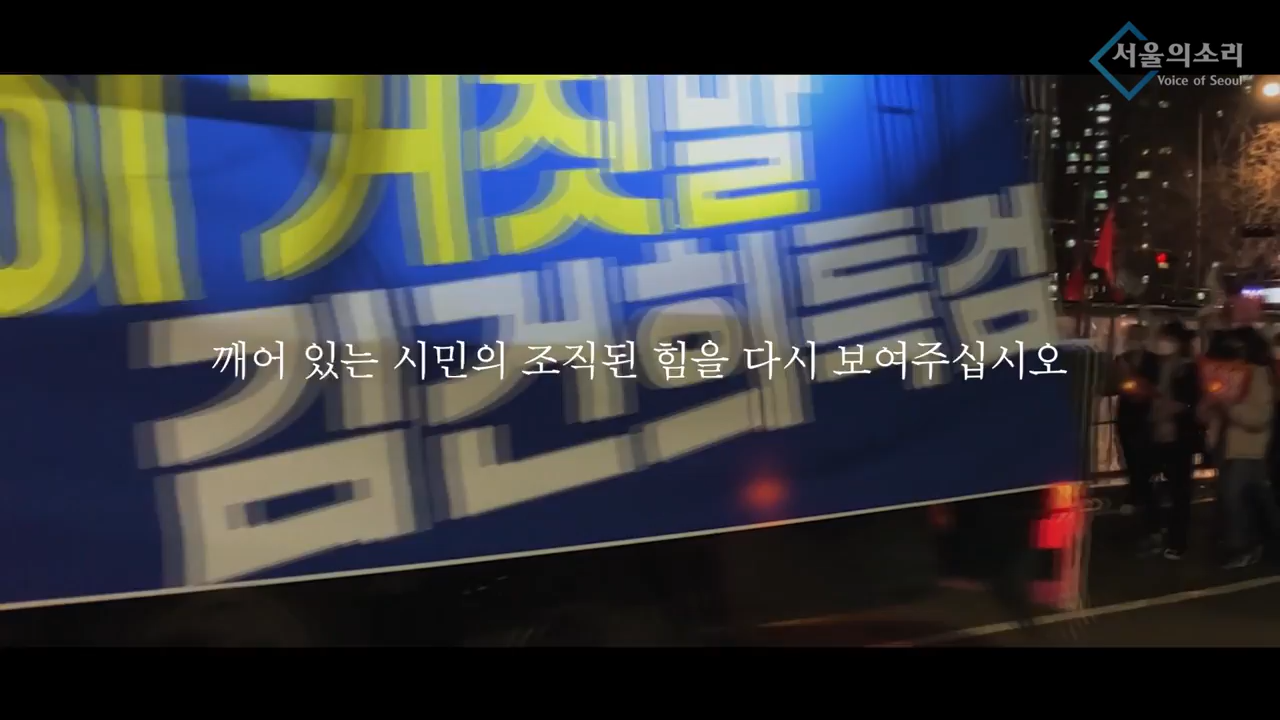 서울의소리
Voice of Seoul
이 거짓말
김건희특검
깨어 있는 시민의 조직된 힘을 다시 보여주십시오